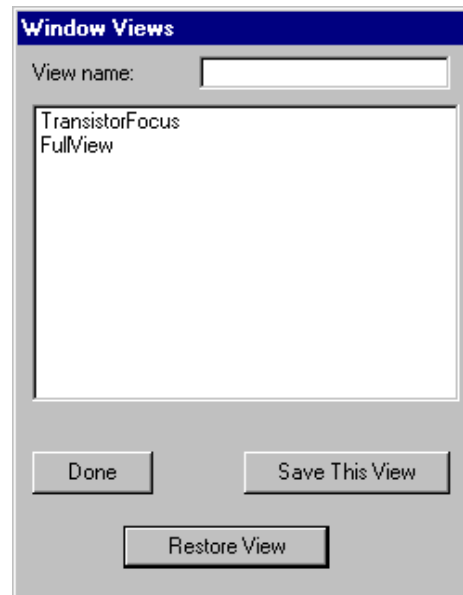 Window Views
View name:
TransistorFocus
FullView
Done
Save This View
Restore View